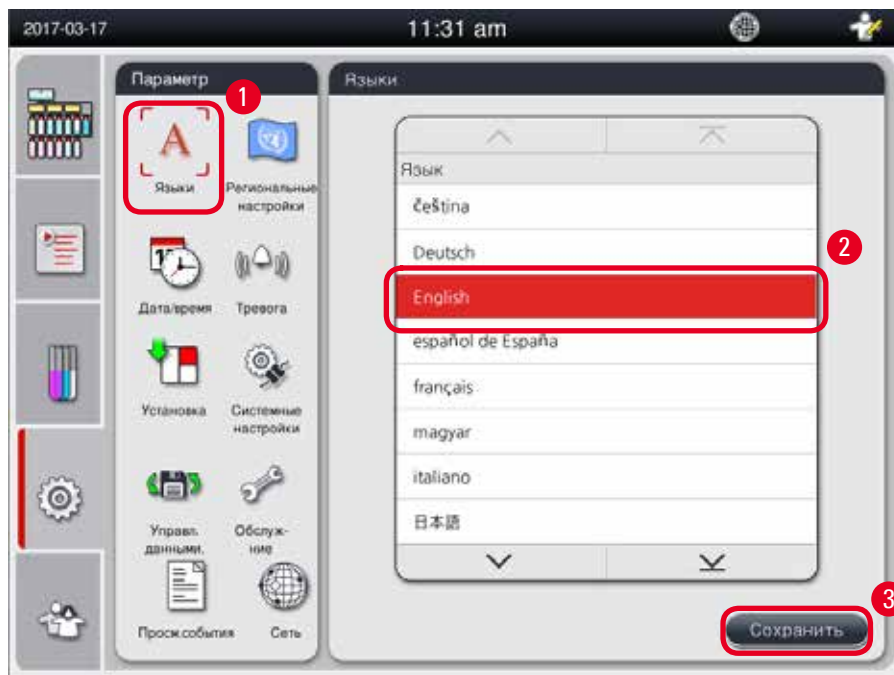 2017-03-17
11:31 am
Параметр
1
Языки
Региональные
настройки
Дата/время
Тревога
Установка
Системные
настройки
Управл.
данными.
Обслуж-
ние
Просм.события
Сеть
Языки
Язык
čeština
Deutsch
2
English
español de España
français
magyar
italiano
日本語
3
Сохранить